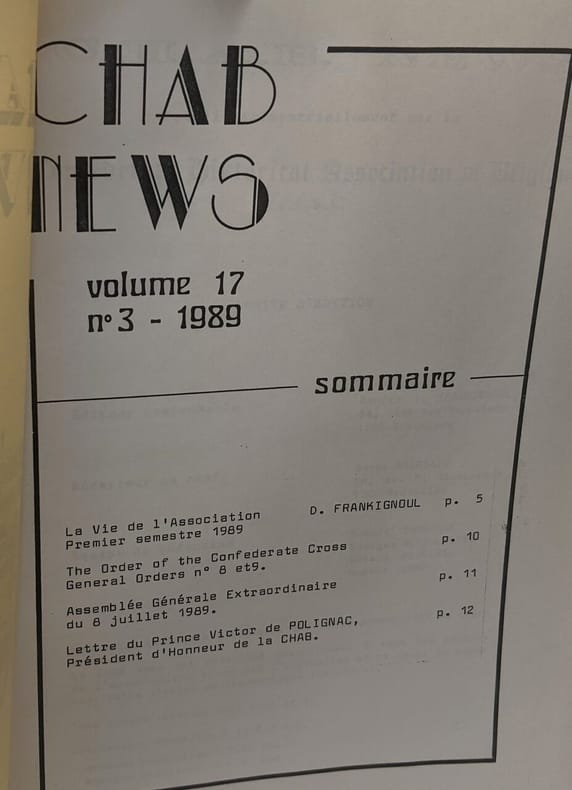 CHAB
NEWS
volume 17
n°3 - 1989
sommaire
La Vie de l'Association D. FRANKIGNOUL p. 5
Premier semestre 1989
The Order of the Confederate Cross p. 10
General Orders n° 8 et9.
Assemblée Générale Extraordinaire p. 11
du 8 juillet 1989.
Lettre du Prince Victor de POLIGNAC, p. 12
Président d'Honneur de la CHAB.